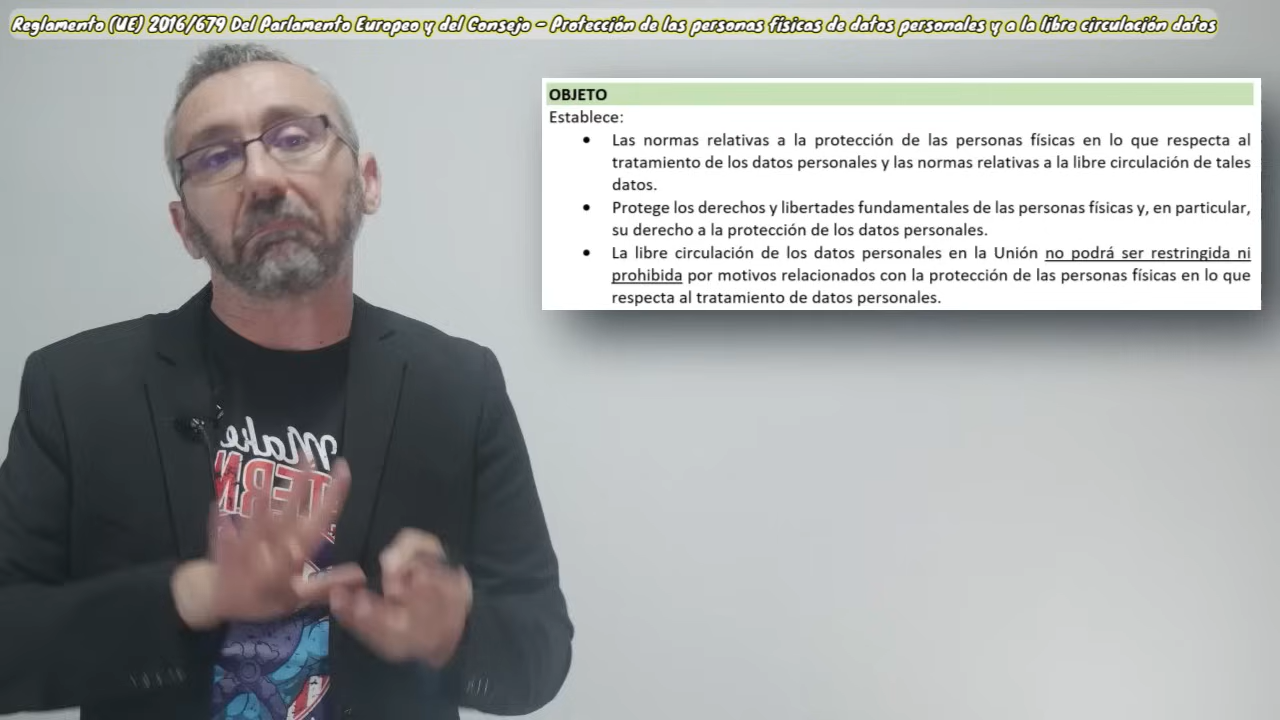 Reglamento (UE) 2016/679 Del Parlamento Europeo y del Consejo - Protección de las personas físicas de datos personales y a la libre circulación datos
OBJETO
Establece:
• Las normas relativas a la protección de las personas físicas en lo que respecta al
tratamiento de los datos personales y las normas relativas a la libre circulación de tales
datos.
• Protege los derechos y libertades fundamentales de las personas físicas y, en particular,
su derecho a la protección de los datos personales.
• La libre circulación de los datos personales en la Unión no podrá ser restringida ni
prohibida por motivos relacionados con la protección de las personas físicas en lo que
respecta al tratamiento de datos personales.
Make